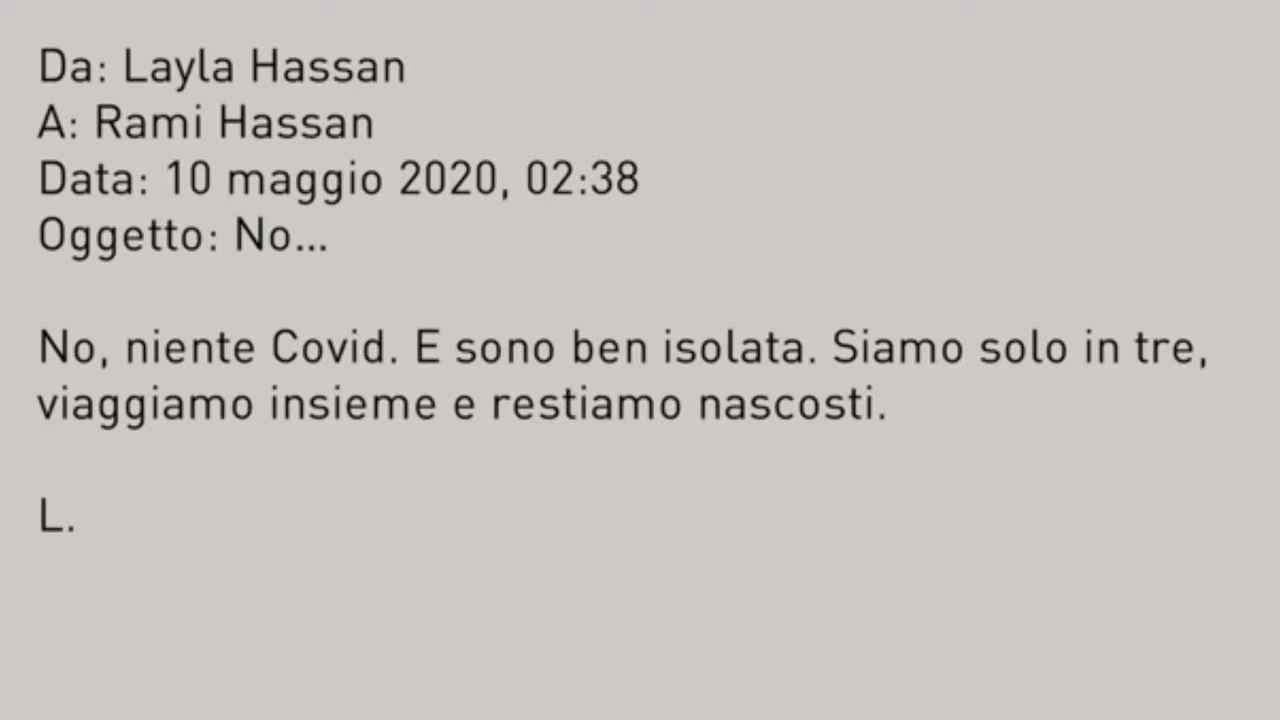 Da: Layla Hassan
A: Rami Hassan
Data: 10 maggio 2020, 02:38
Oggetto: No...
No, niente Covid. E sono ben isolata. Siamo solo in tre,
viaggiamo insieme e restiamo nascosti.
L.